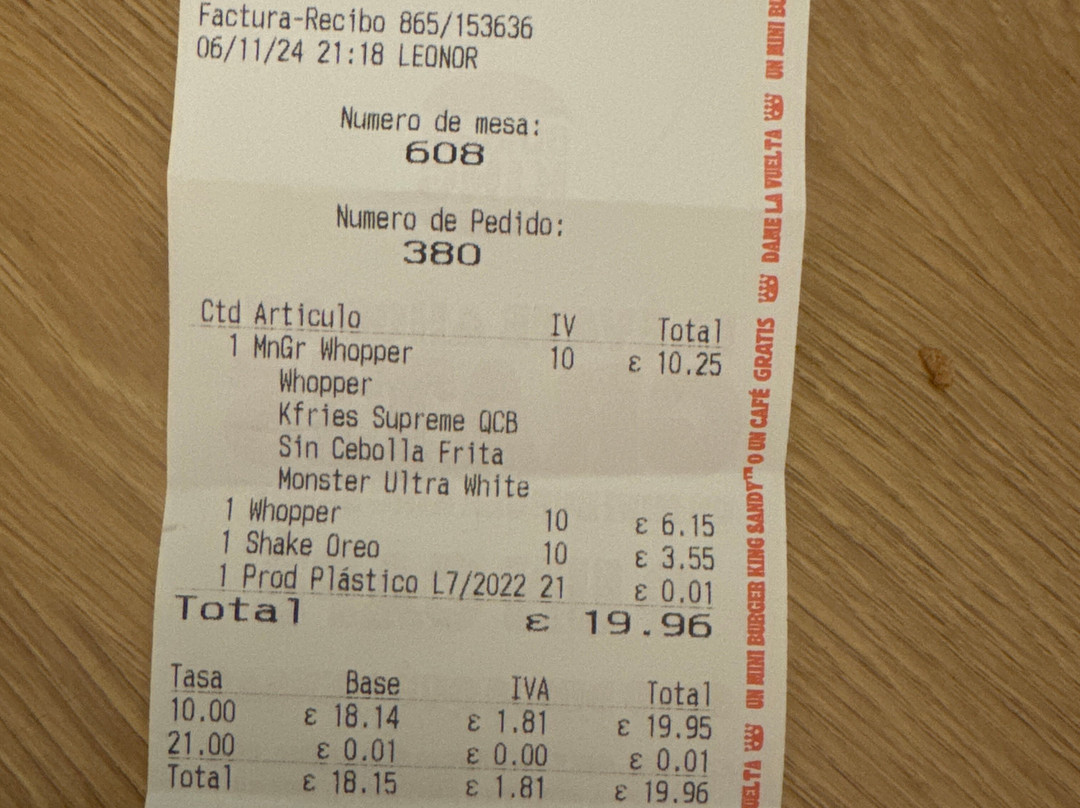 Factura-Recibo 865/153636
06/11/24 21:18 LEONOR
Numero de mesa:
608
Numero de Pedido:
380
Ctd Articulo IV Total
1 MnGr Whopper 10 € 10.25
Whopper
Kfries Supreme QCB
Sin Cebolla Frita
Monster Ultra White
1 Whopper 10 € 6.15
1 Shake Oreo 10 € 3.55
1 Prod Plástico L7/2022 21 € 0.01
Total € 19.96
Tasa Base IVA Total
10.00 € 18.14 € 1.81 € 19.95
21.00 € 0.01 € 0.00 € 0.01
Total € 18.15 € 1.81 € 19.96
UN MINI BURGER KING SANDY™ O UN CAFÉ GRATIS DAME LA VUELTA UN MINI